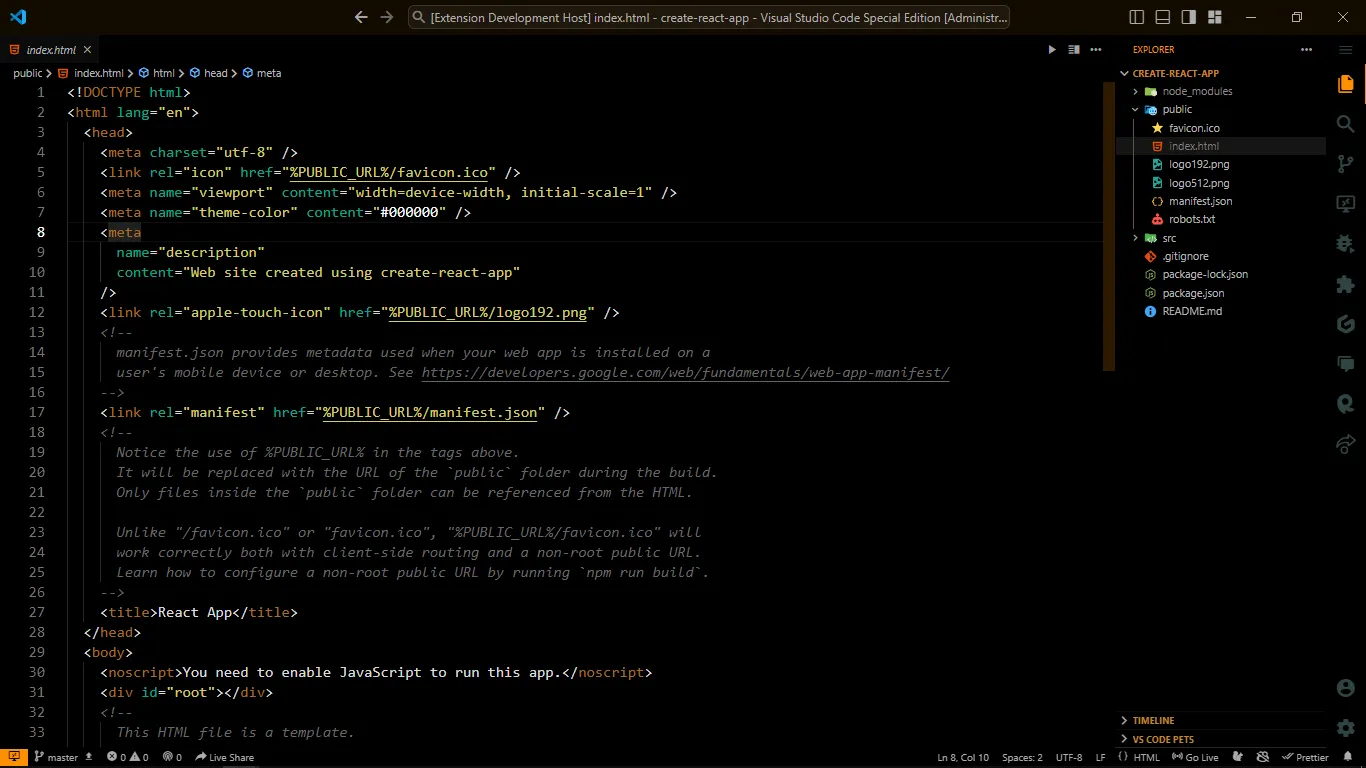 [Extension Development Host] index.html - create-react-app - Visual Studio Code Special Edition [Administr...
index.html
public > index.html > html > head > meta
1 <!DOCTYPE html>
2 <html lang="en">
3 <head>
4 <meta charset="utf-8" />
5 <link rel="icon" href="%PUBLIC_URL%/favicon.ico" />
6 <meta name="viewport" content="width=device-width, initial-scale=1" />
7 <meta name="theme-color" content="#000000" />
8 <meta
9 name="description"
10 content="Web site created using create-react-app"
11 />
12 <link rel="apple-touch-icon" href="%PUBLIC_URL%/logo192.png" />
13 <!--
14 manifest.json provides metadata used when your web app is installed on a
15 user's mobile device or desktop. See https://developers.google.com/web/fundamentals/web-app-manifest/
16 -->
17 <link rel="manifest" href="%PUBLIC_URL%/manifest.json" />
18 <!--
19 Notice the use of %PUBLIC_URL% in the tags above.
20 It will be replaced with the URL of the `public` folder during the build.
21 Only files inside the `public` folder can be referenced from the HTML.
22
23 Unlike "/favicon.ico" or "favicon.ico", "%PUBLIC_URL%/favicon.ico" will
24 work correctly both with client-side routing and a non-root public URL.
25 Learn how to configure a non-root public URL by running `npm run build`.
26 -->
27 <title>React App</title>
28 </head>
29 <body>
30 <noscript>You need to enable JavaScript to run this app.</noscript>
31 <div id="root"></div>
32 <!--
33 This HTML file is a template.
EXPLORER
CREATE-REACT-APP
node_modules
public
favicon.ico
index.html
logo192.png
logo512.png
manifest.json
robots.txt
src
.gitignore
package-lock.json
package.json
README.md
TIMELINE
VS CODE PETS
master 0 0 0 Live Share Ln 8, Col 10 Spaces: 2 UTF-8 LF HTML Go Live Prettier